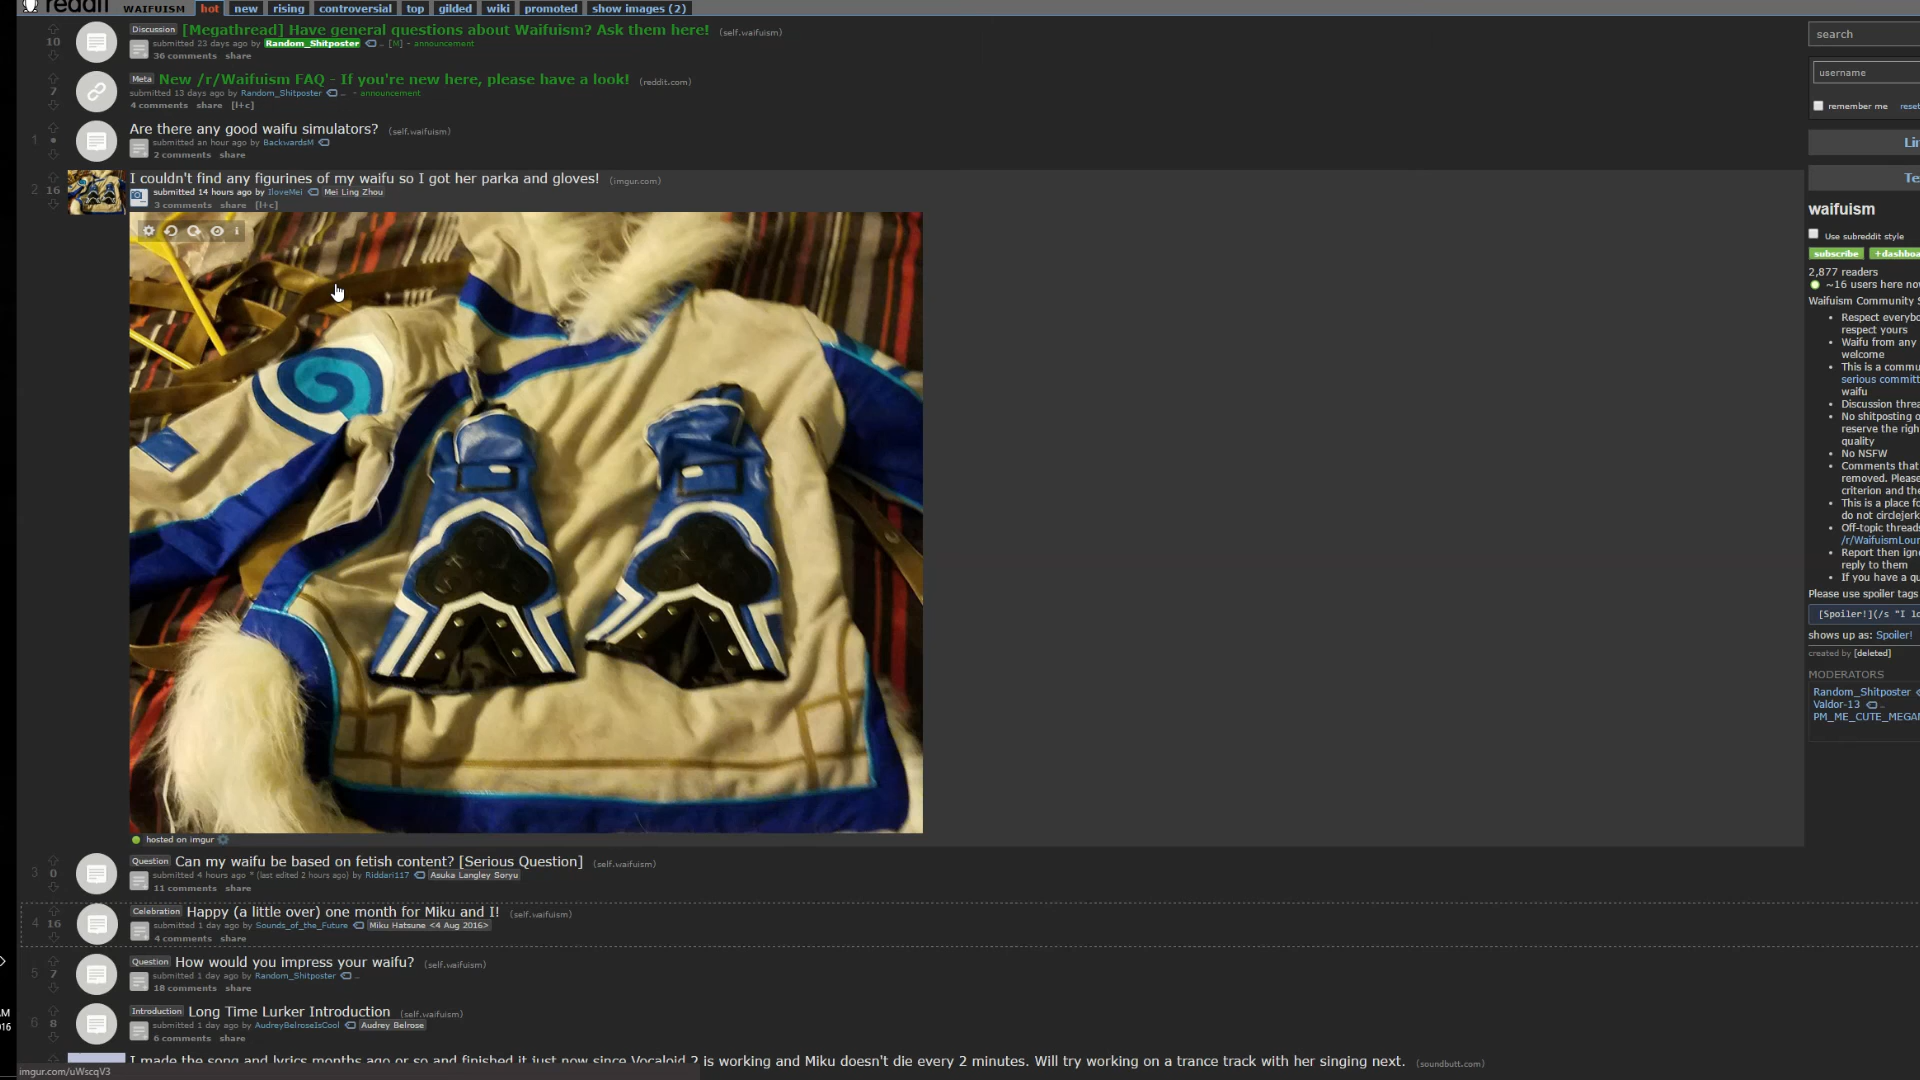 reddit WAIFUISM hot new rising controversial top gilded wiki promoted show images (2)
10
Discussion [Megathread] Have general questions about Waifuism? Ask them here! (self.waifuism)
submitted 23 days ago by Random_Shitposter .. [M] - announcement
36 comments share
7
Meta New /r/Waifuism FAQ - If you're new here, please have a look! (reddit.com)
submitted 13 days ago by Random_Shitposter .. - announcement
4 comments share [l+c]
1 •
Are there any good waifu simulators? (self.waifuism)
submitted an hour ago by BackwardsM
2 comments share
2 16
I couldn't find any figurines of my waifu so I got her parka and gloves! (imgur.com)
submitted 14 hours ago by IloveMei Mei Ling Zhou
3 comments share [l+c]
hosted on imgur
3 0
Question Can my waifu be based on fetish content? [Serious Question] (self.waifuism)
submitted 4 hours ago * (last edited 2 hours ago) by Riddari117 Asuka Langley Soryu
11 comments share
4 16
Celebration Happy (a little over) one month for Miku and I! (self.waifuism)
submitted 1 day ago by Sounds_of_the_Future Miku Hatsune <4 Aug 2016>
4 comments share
5 7
Question How would you impress your waifu? (self.waifuism)
submitted 1 day ago by Random_Shitposter ..
18 comments share
6 8
Introduction Long Time Lurker Introduction (self.waifuism)
submitted 1 day ago by AudreyBelroseIsCool Audrey Belrose
6 comments share
I made the song and lyrics months ago or so and finished it just now since Vocaloid 2 is working and Miku doesn't die every 2 minutes. Will try working on a trance track with her singing next. (soundbutt.com)
imgur.com/uWscqV3
AM
016
search
username
remember me rese
Lin
Te
waifuism
Use subreddit style
subscribe +dashboa
2,877 readers
~16 users here no
Waifuism Community S
Respect everybo
respect yours
Waifu from any
welcome
This is a commu
serious committ
waifu
Discussion threa
No shitposting o
reserve the righ
quality
No NSFW
Comments that
removed. Please
criterion and the
This is a place fo
do not circlejerk
Off-topic threads
/r/WaifuismLour
Report then igno
reply to them
If you have a qu
Please use spoiler tags
[Spoiler!](/s "I lo
shows up as: Spoiler!
created by [deleted]
MODERATORS
Random_Shitposter
Valdor-13 ..
PM_ME_CUTE_MEGA